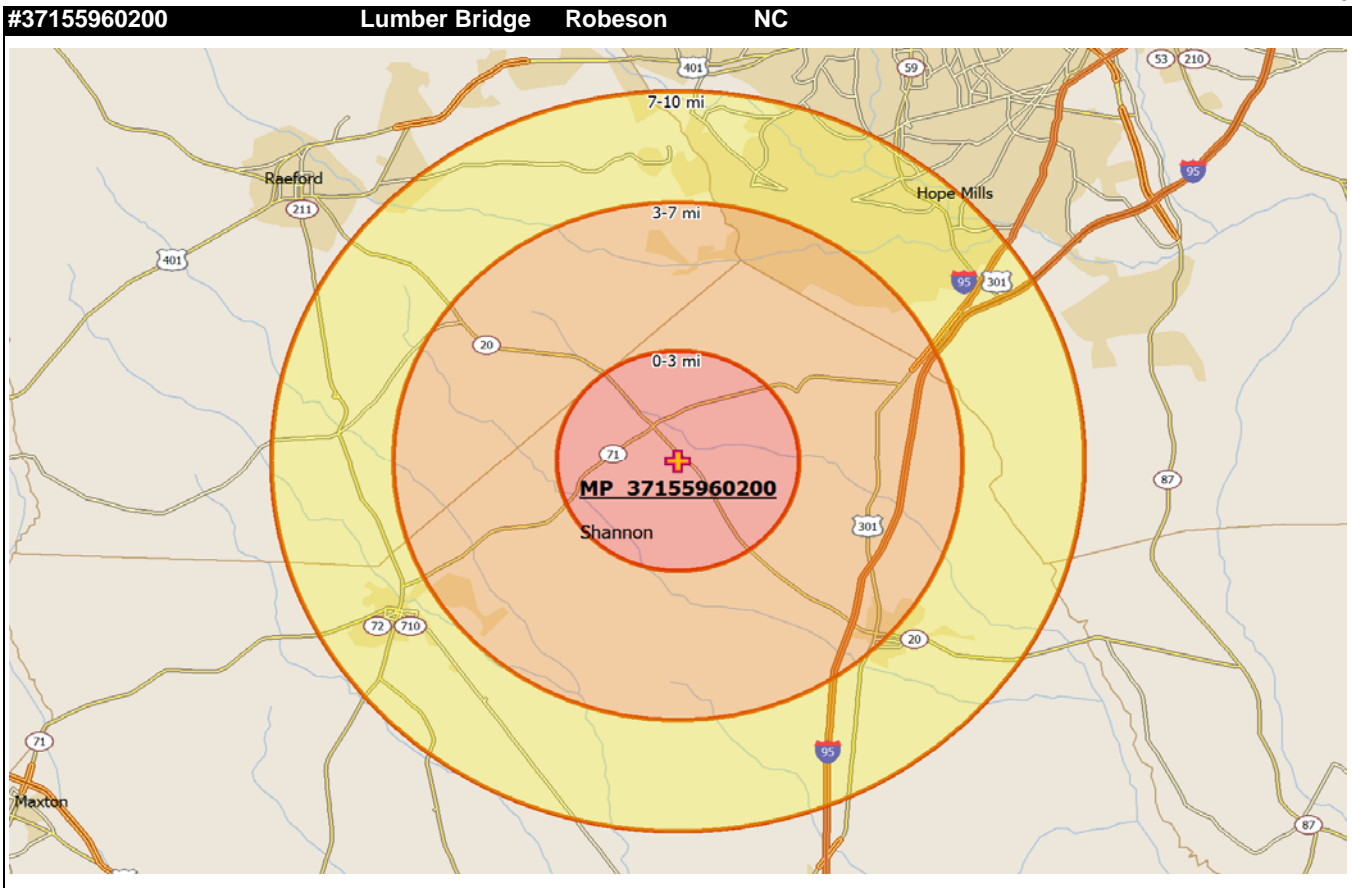 #37155960200 Lumber Bridge Robeson NC
401
59
53 210
7-10 mi
95
Raeford
Hope Mills
211
3-7 mi
401
95 301
20
0-3 mi
71
MP 37155960200
87
Shannon
301
72 710
20
71
95
Maxton
87